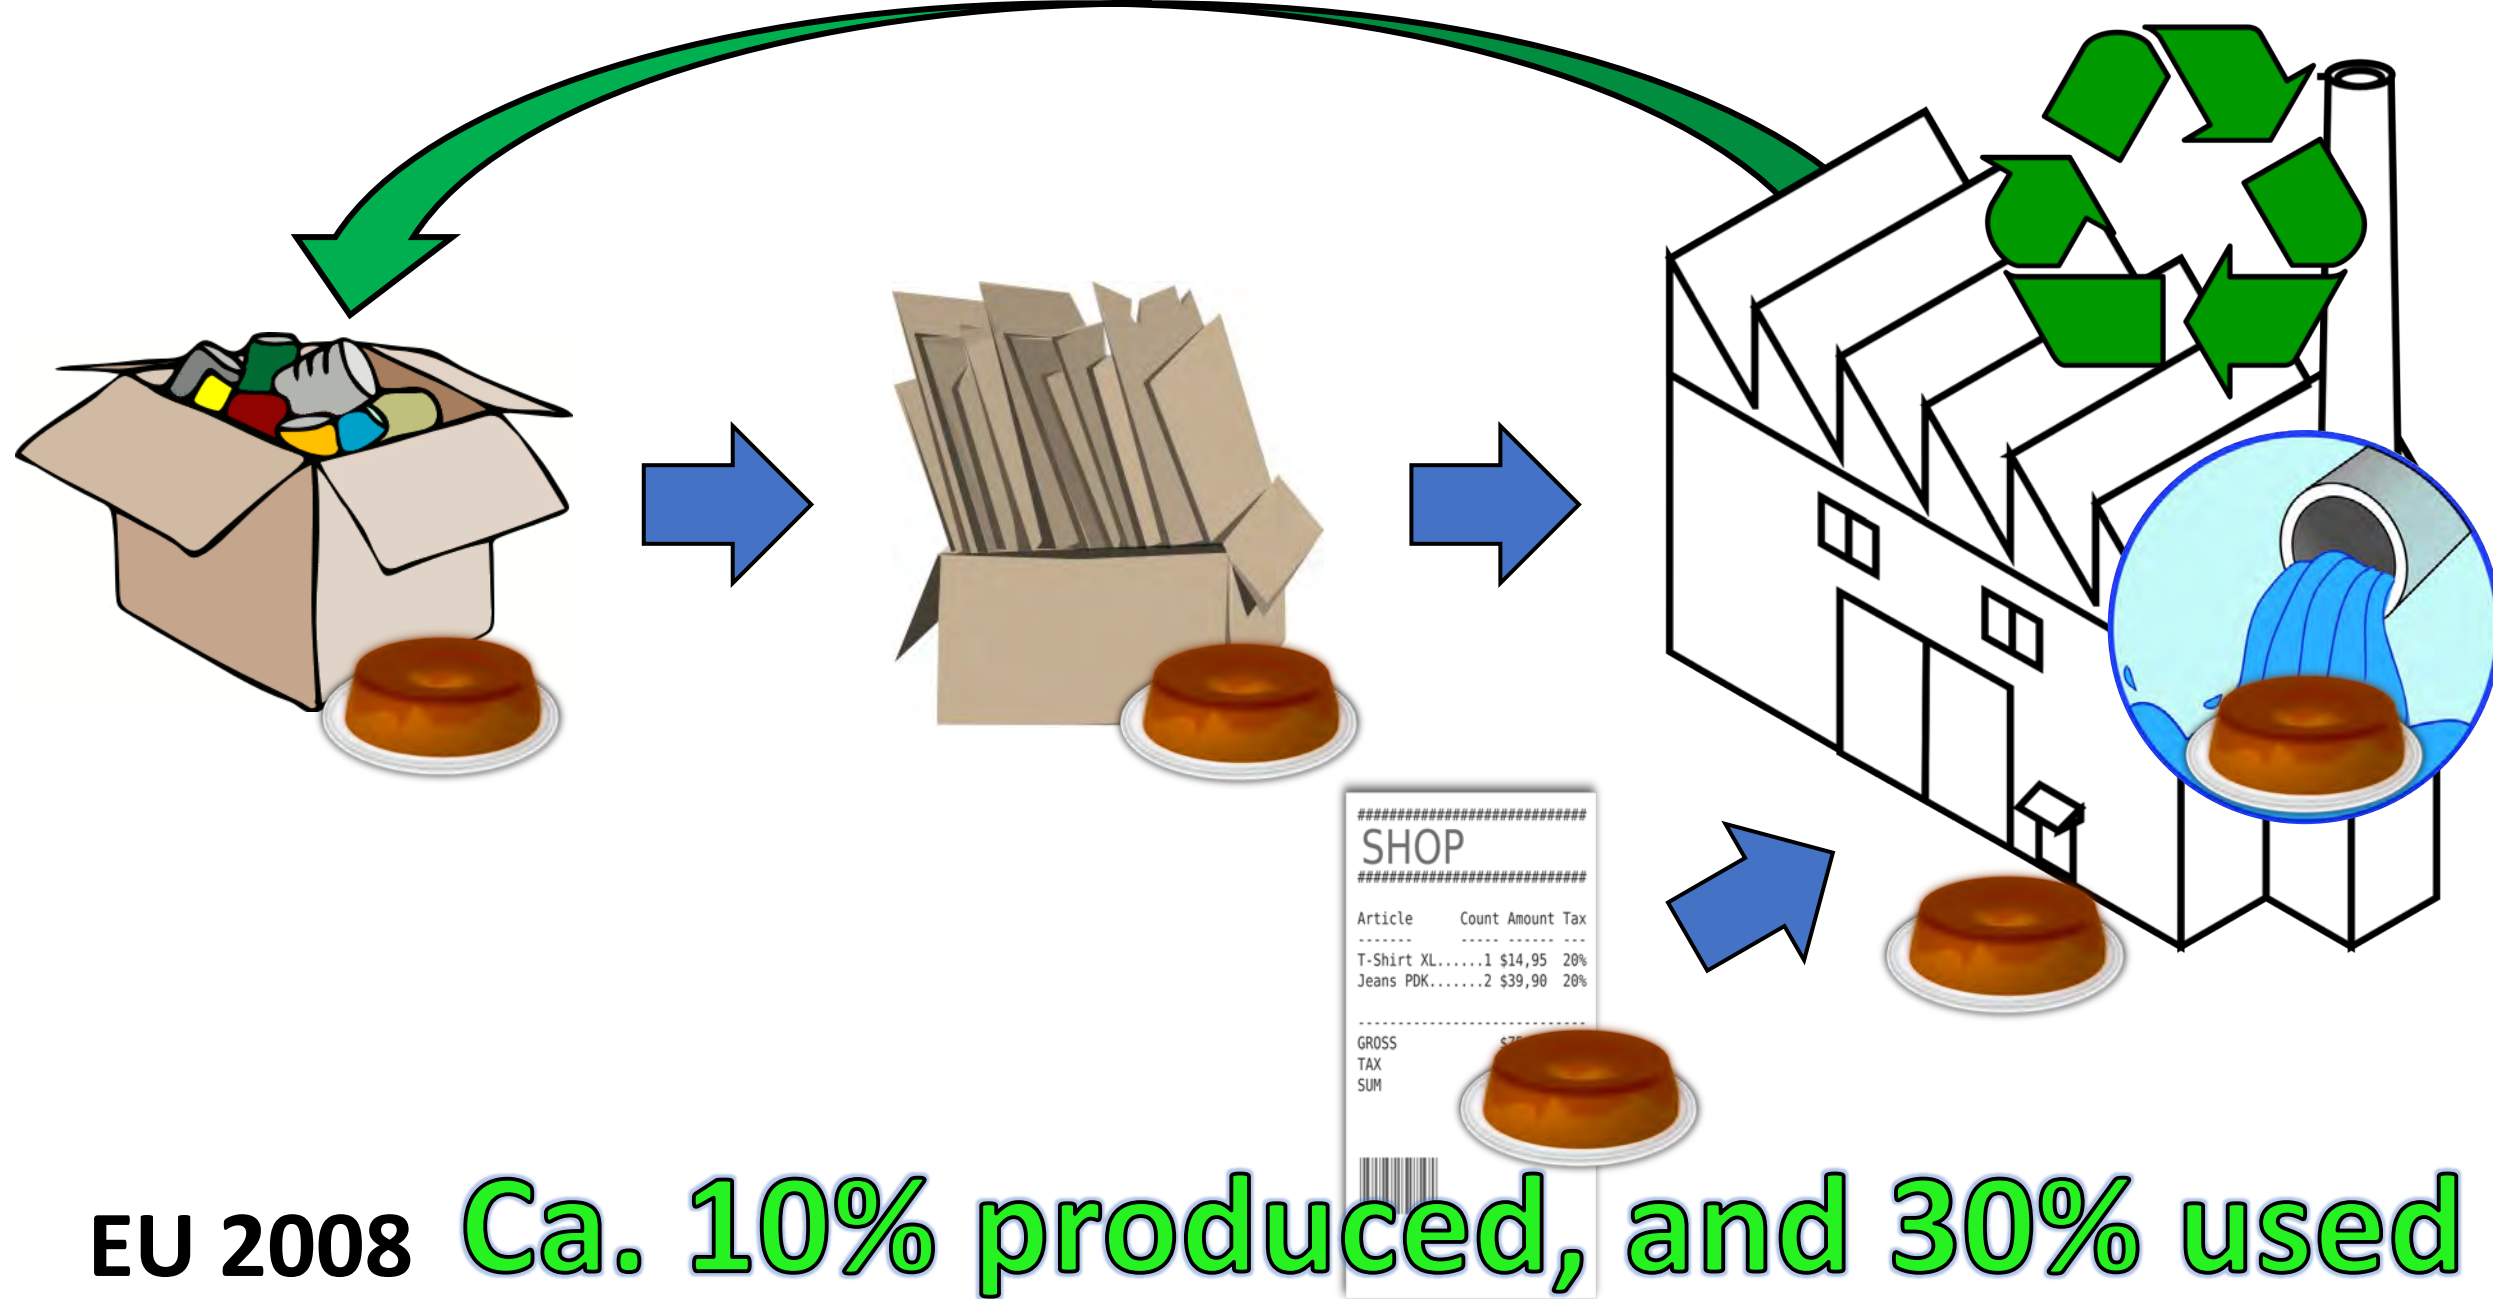 ############################
SHOP
############################
Article Count Amount Tax
------- ----- ------ ---
T-Shirt XL......1 $14,95 20%
Jeans PDK.......2 $39,90 20%
----------------------------
GROSS
TAX
SUM
EU 2008 Ca. 10% produced, and 30% used